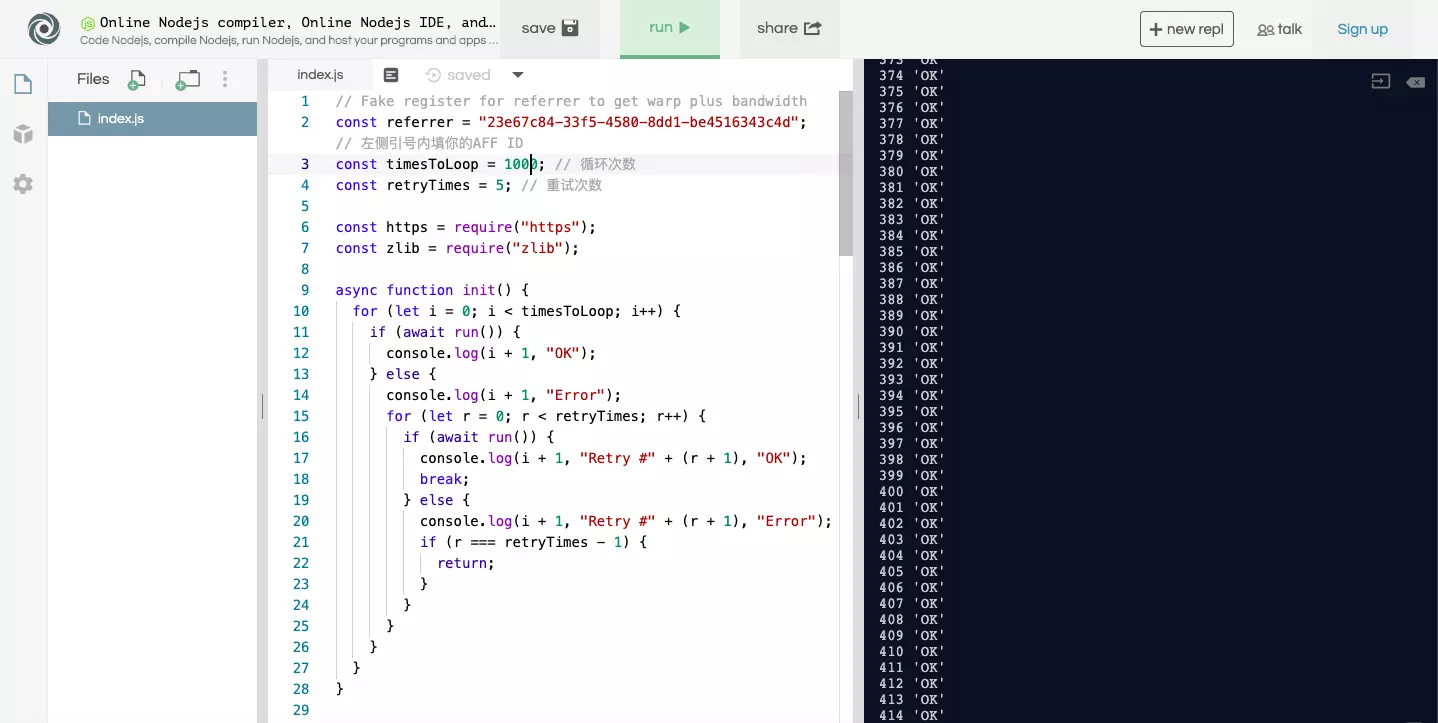 Online Nodejs compiler, Online Nodejs IDE, and...
Code Nodejs, compile Nodejs, run Nodejs, and host your programs and apps ...
save
run
share
+ new repl
talk
Sign up
Files
index.js
index.js
saved
1 // Fake register for referrer to get warp plus bandwidth
2 const referrer = "23e67c84-33f5-4580-8dd1-be4516343c4d";
// 左侧引号内填你的AFF ID
3 const timesToLoop = 1000; // 循环次数
4 const retryTimes = 5; // 重试次数
5
6 const https = require("https");
7 const zlib = require("zlib");
8
9 async function init() {
10 for (let i = 0; i < timesToLoop; i++) {
11 if (await run()) {
12 console.log(i + 1, "OK");
13 } else {
14 console.log(i + 1, "Error");
15 for (let r = 0; r < retryTimes; r++) {
16 if (await run()) {
17 console.log(i + 1, "Retry #" + (r + 1), "OK");
18 break;
19 } else {
20 console.log(i + 1, "Retry #" + (r + 1), "Error");
21 if (r === retryTimes - 1) {
22 return;
23 }
24 }
25 }
26 }
27 }
28 }
29
373 'OK'
374 'OK'
375 'OK'
376 'OK'
377 'OK'
378 'OK'
379 'OK'
380 'OK'
381 'OK'
382 'OK'
383 'OK'
384 'OK'
385 'OK'
386 'OK'
387 'OK'
388 'OK'
389 'OK'
390 'OK'
391 'OK'
392 'OK'
393 'OK'
394 'OK'
395 'OK'
396 'OK'
397 'OK'
398 'OK'
399 'OK'
400 'OK'
401 'OK'
402 'OK'
403 'OK'
404 'OK'
405 'OK'
406 'OK'
407 'OK'
408 'OK'
409 'OK'
410 'OK'
411 'OK'
412 'OK'
413 'OK'
414 'OK'